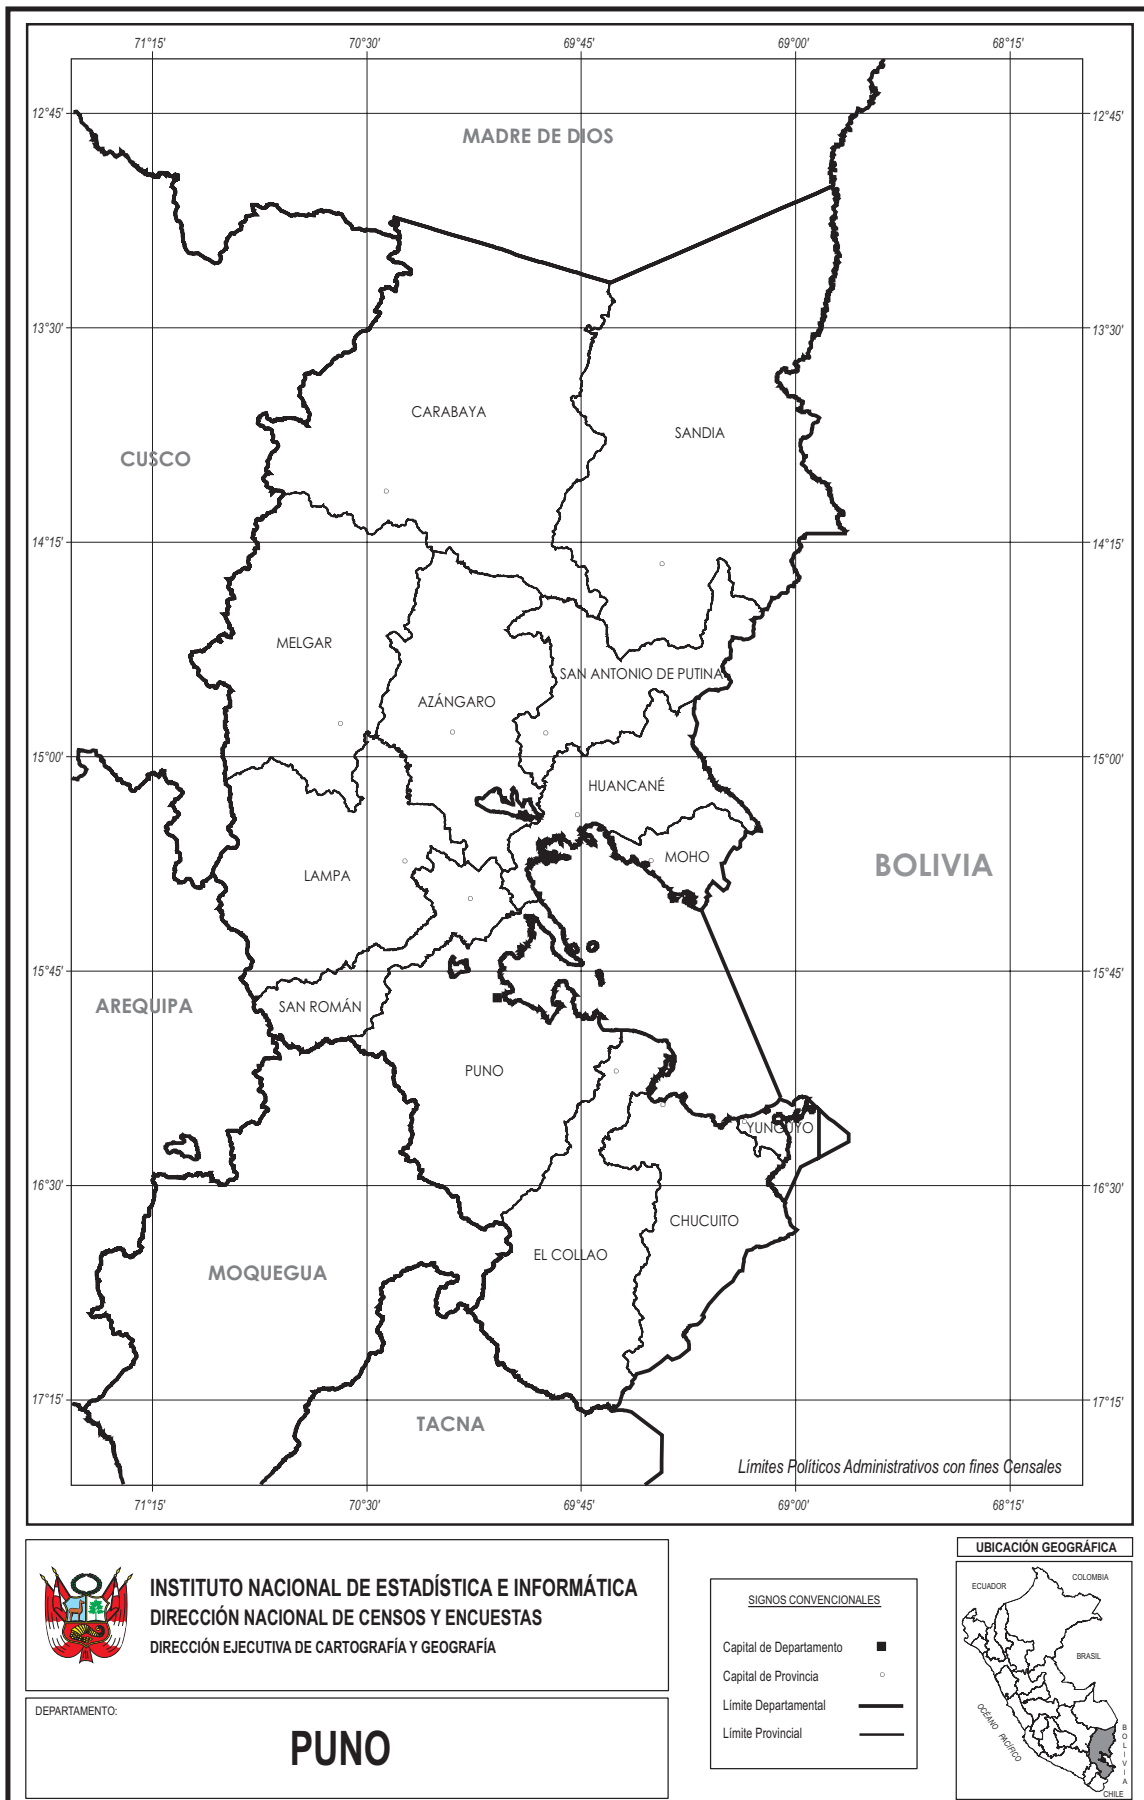 71°15' 70°30' 69°45' 69°00' 68°15'
12°45' 12°45'
MADRE DE DIOS
13°30' 13°30'
CARABAYA
SANDIA
CUSCO
14°15' 14°15'
MELGAR
SAN ANTONIO DE PUTINA
AZÁNGARO
15°00' 15°00'
HUANCANÉ
MOHO
BOLIVIA
LAMPA
15°45' 15°45'
AREQUIPA
SAN ROMÁN
PUNO
YUNGUYO
16°30' 16°30'
CHUCUITO
EL COLLAO
MOQUEGUA
17°15' 17°15'
TACNA
Límites Políticos Administrativos con fines Censales
71°15' 70°30' 69°45' 69°00' 68°15'
INSTITUTO NACIONAL DE ESTADÍSTICA E INFORMÁTICA
DIRECCIÓN NACIONAL DE CENSOS Y ENCUESTAS
DIRECCIÓN EJECUTIVA DE CARTOGRAFÍA Y GEOGRAFÍA
DEPARTAMENTO:
PUNO
SIGNOS CONVENCIONALES
Capital de Departamento
Capital de Provincia
Límite Departamental
Límite Provincial
UBICACIÓN GEOGRÁFICA
COLOMBIA
ECUADOR
BRASIL
OCÉANO PACÍFICO
BOLIVIA
CHILE